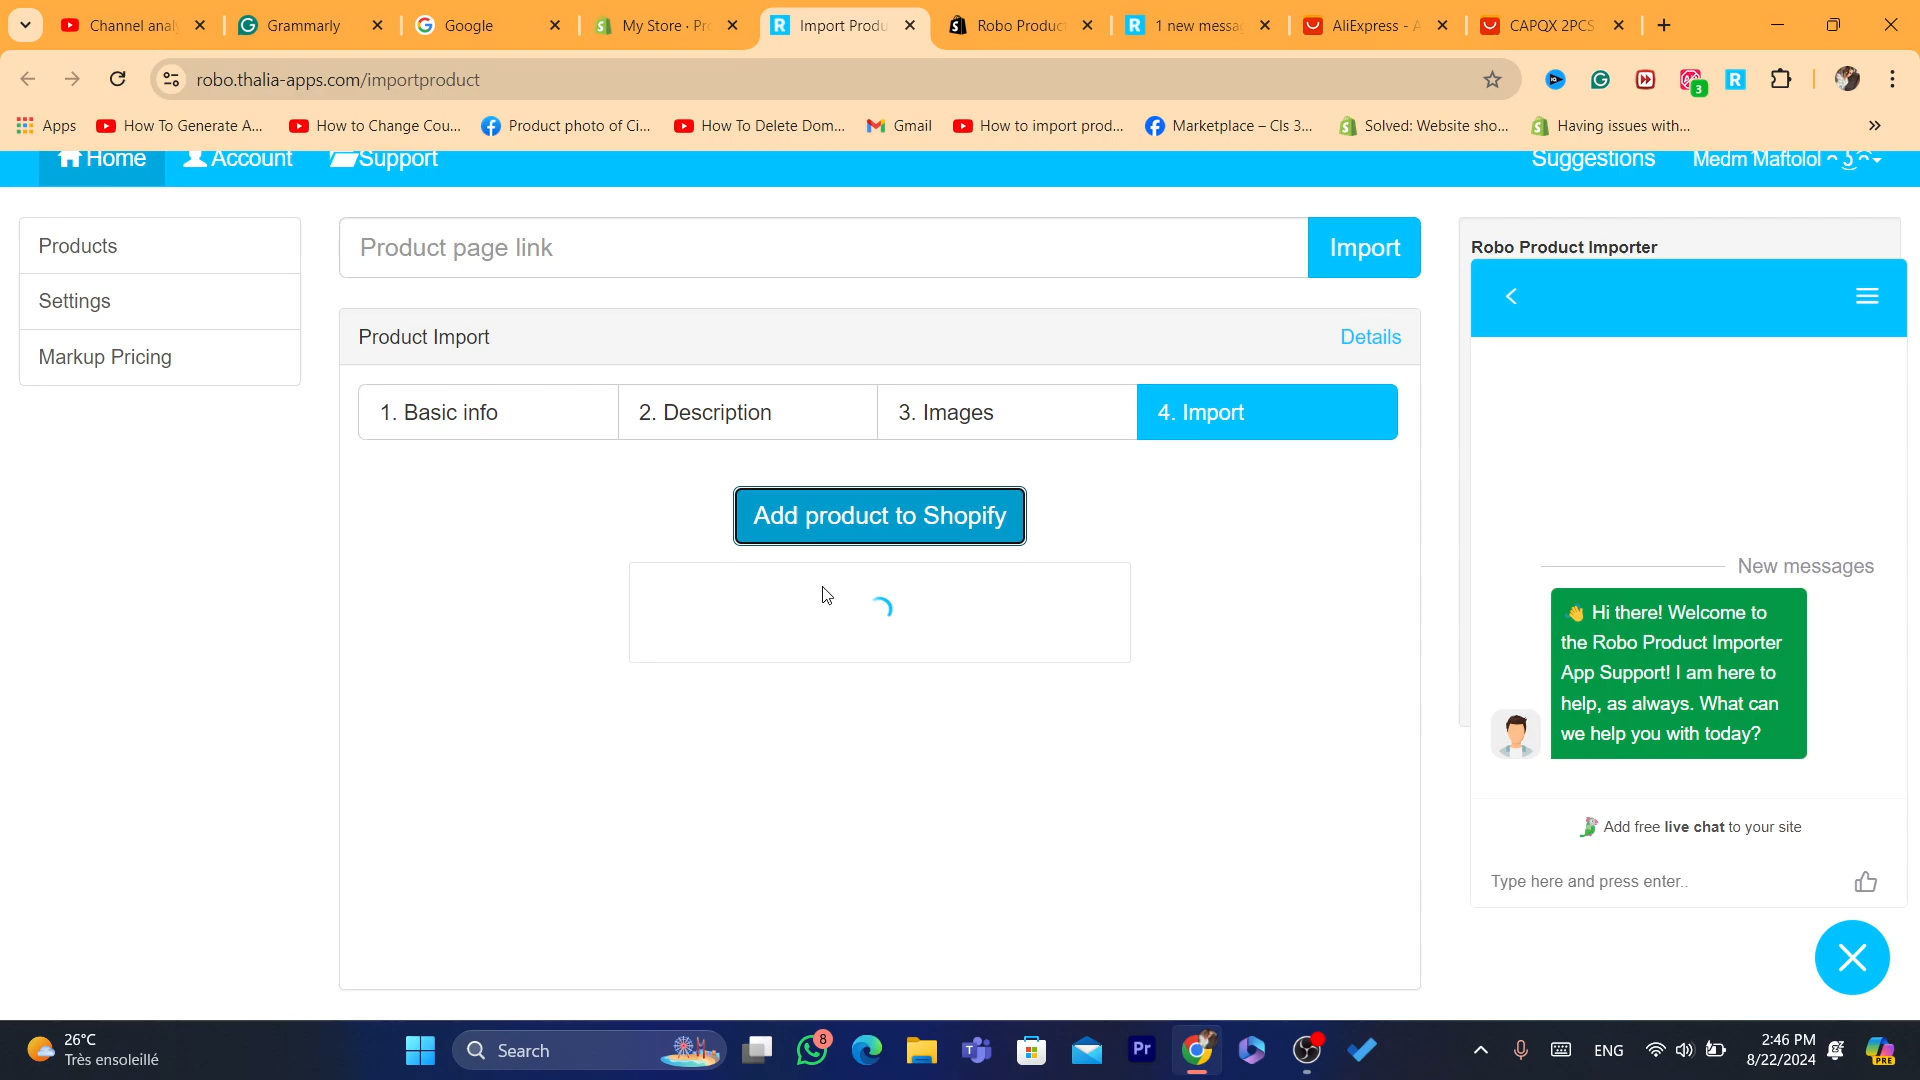 Channel anal
Grammarly
Google
My Store · Pro
Import Produ
Robo Product
1 new messa
AliExpress - A
CAPQX 2PCS
robo.thalia-apps.com/importproduct
3
Apps
How To Generate A...
How to Change Cou...
Product photo of Ci...
How To Delete Dom...
Gmail
How to import prod...
Marketplace – Cls 3...
Solved: Website sho...
Having issues with...
Home
Account
Support
Suggestions
Medm Maftolol
Products
Settings
Markup Pricing
Product page link
Import
Product Import
Details
1. Basic info
2. Description
3. Images
4. Import
Add product to Shopify
Robo Product Importer
New messages
👋 Hi there! Welcome to
the Robo Product Importer
App Support! I am here to
help, as always. What can
we help you with today?
Add free live chat to your site
Type here and press enter..
26°C
Très ensoleillé
Search
8
Pr
ENG
2:46 PM
8/22/2024
PRE